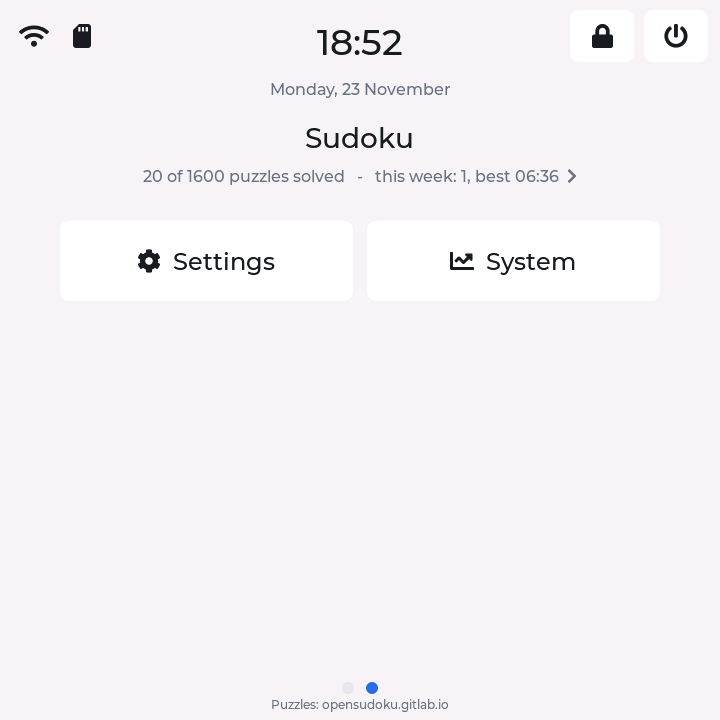 18:52
Monday, 23 November
Sudoku
20 of 1600 puzzles solved - this week: 1, best 06:36
Settings
System
Puzzles: opensudoku.gitlab.io